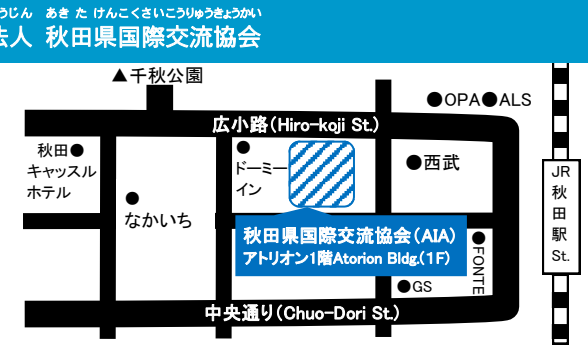 うじん あきたけんこくさいこうりゅうきょうかい
法人 秋田県国際交流協会
▲千秋公園
●OPA●ALS
広小路(Hiro-koji St.)
秋田●
キャッスル
ホテル
●
ドーミー
イン
●西武
JR
秋
田
駅
St.
●
なかいち
秋田県国際交流協会(AIA)
アトリオン1階Atorion Bldg.(1F)
●FONTE
●GS
中央通り(Chuo-Dori St.)